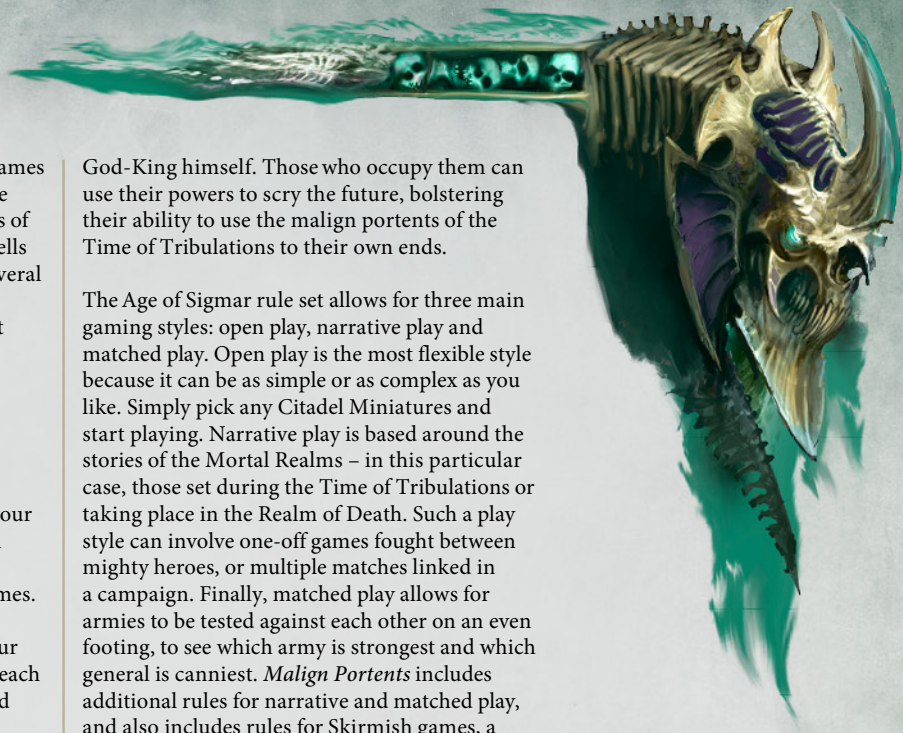 ames
e
s of
ells
veral
t
our
mes.
ur
each
d
God-King himself. Those who occupy them can
use their powers to scry the future, bolstering
their ability to use the malign portents of the
Time of Tribulations to their own ends.
The Age of Sigmar rule set allows for three main
gaming styles: open play, narrative play and
matched play. Open play is the most flexible style
because it can be as simple or as complex as you
like. Simply pick any Citadel Miniatures and
start playing. Narrative play is based around the
stories of the Mortal Realms – in this particular
case, those set during the Time of Tribulations or
taking place in the Realm of Death. Such a play
style can involve one-off games fought between
mighty heroes, or multiple matches linked in
a campaign. Finally, matched play allows for
armies to be tested against each other on an even
footing, to see which army is strongest and which
general is canniest. Malign Portents includes
additional rules for narrative and matched play,
and also includes rules for Skirmish games, a